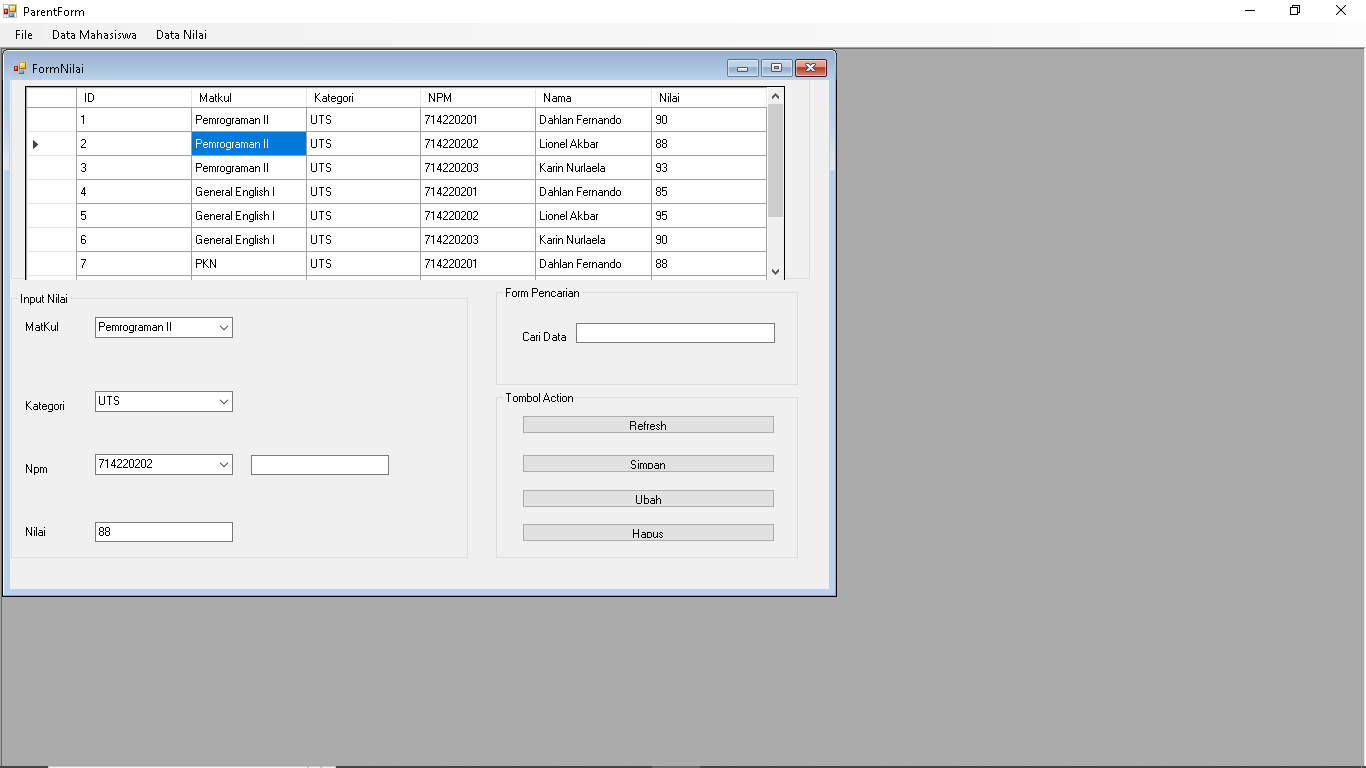 ParentForm
File Data Mahasiswa Data Nilai
FormNilai
ID Matkul Kategori NPM Nama Nilai
1 Pemrograman II UTS 714220201 Dahlan Fernando 90
2 Pemrograman II UTS 714220202 Lionel Akbar 88
3 Pemrograman II UTS 714220203 Karin Nurlaela 93
4 General English I UTS 714220201 Dahlan Fernando 85
5 General English I UTS 714220202 Lionel Akbar 95
6 General English I UTS 714220203 Karin Nurlaela 90
7 PKN UTS 714220201 Dahlan Fernando 88
Input Nilai
MatKul Pemrograman II
Kategori UTS
Npm 714220202
Nilai 88
Form Pencarian
Cari Data
Tombol Action
Refresh
Simpan
Ubah
Hapus